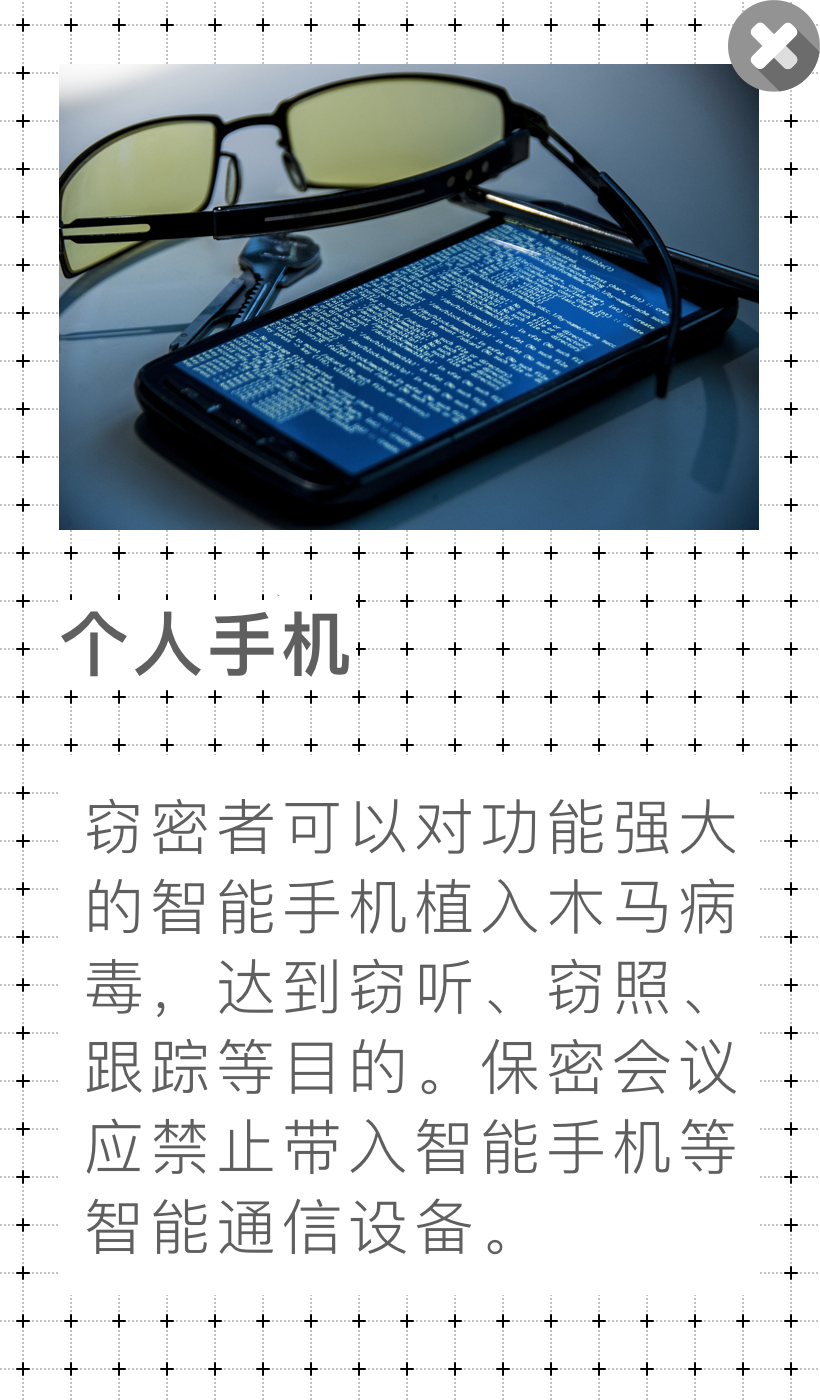 个人手机
窃密者可以对功能强大
的智能手机植入木马病
毒，达到窃听、窃照、
跟踪等目的。保密会议
应禁止带入智能手机等
智能通信设备。